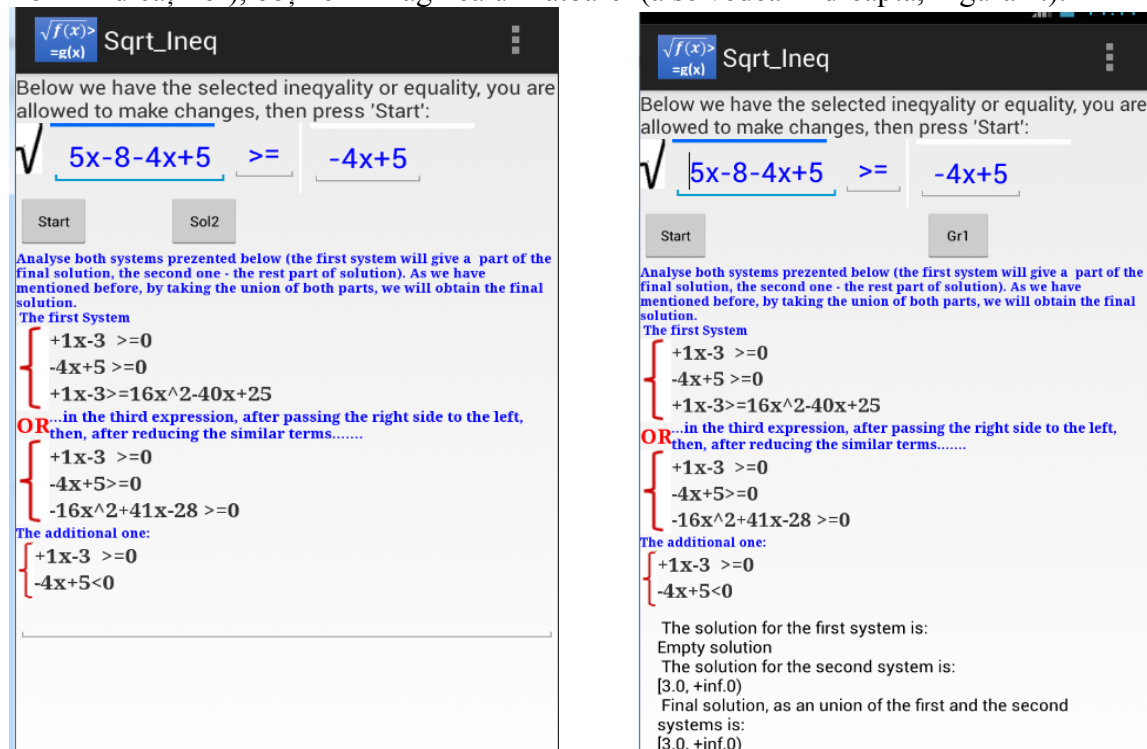 √f(x)>
=g(x)
Sqrt_Ineq
Below we have the selected ineqyality or equality, you are
allowed to make changes, then press 'Start':
√ 5x-8-4x+5 >= -4x+5
Start Sol2
Analyse both systems prezented below (the first system will give a part of the
final solution, the second one - the rest part of solution). As we have
mentioned before, by taking the union of both parts, we will obtain the final
solution.
The first System
+1x-3 >=0
-4x+5 >=0
+1x-3>=16x^2-40x+25
OR ...in the third expression, after passing the right side to the left,
then, after reducing the similar terms.......
+1x-3 >=0
-4x+5>=0
-16x^2+41x-28 >=0
The additional one:
+1x-3 >=0
-4x+5<0
√f(x)>
=g(x)
Sqrt_Ineq
Below we have the selected ineqyality or equality, you are
allowed to make changes, then press 'Start':
√ 5x-8-4x+5 >= -4x+5
Start Gr1
Analyse both systems prezented below (the first system will give a part of the
final solution, the second one - the rest part of solution). As we have
mentioned before, by taking the union of both parts, we will obtain the final
solution.
The first System
+1x-3 >=0
-4x+5 >=0
+1x-3>=16x^2-40x+25
OR ...in the third expression, after passing the right side to the left,
then, after reducing the similar terms.......
+1x-3 >=0
-4x+5>=0
-16x^2+41x-28 >=0
The additional one:
+1x-3 >=0
-4x+5<0
The solution for the first system is:
Empty solution
The solution for the second system is:
[3.0, +inf.0)
Final solution, as an union of the first and the second
systems is:
[3.0, +inf.0)